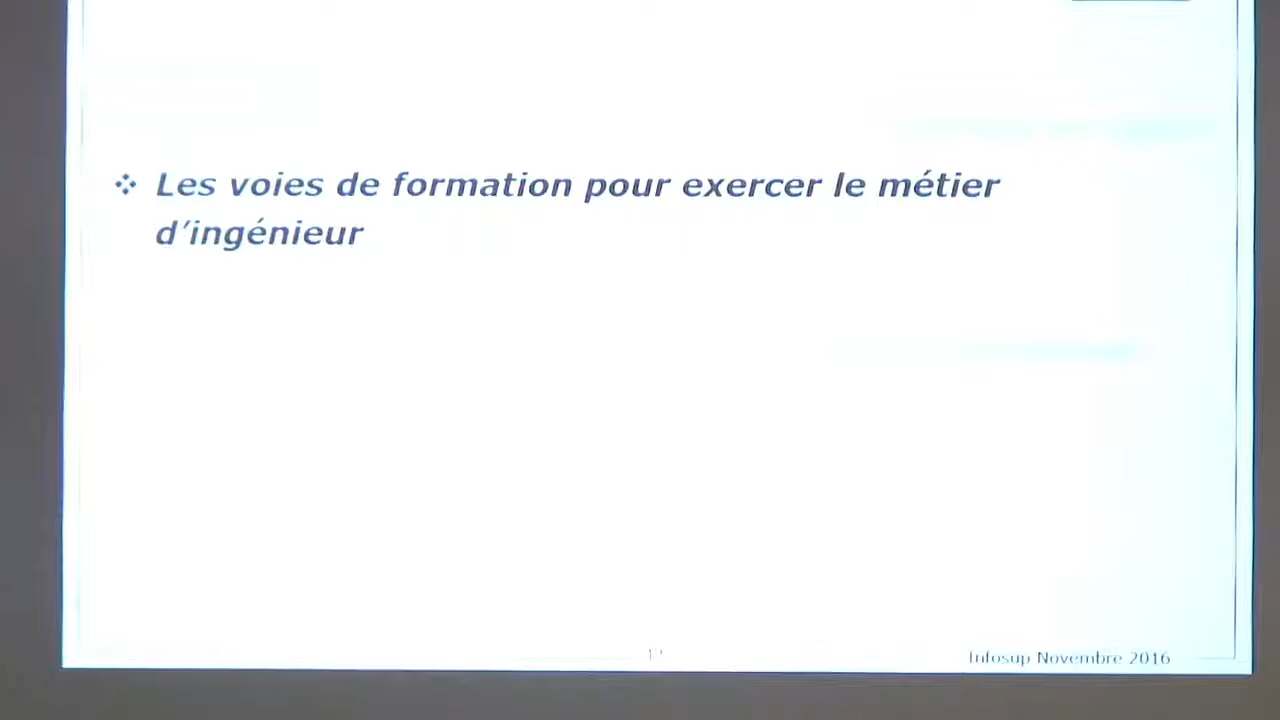 ❖ Les voies de formation pour exercer le métier
d’ingénieur
Infosup Novembre 2016